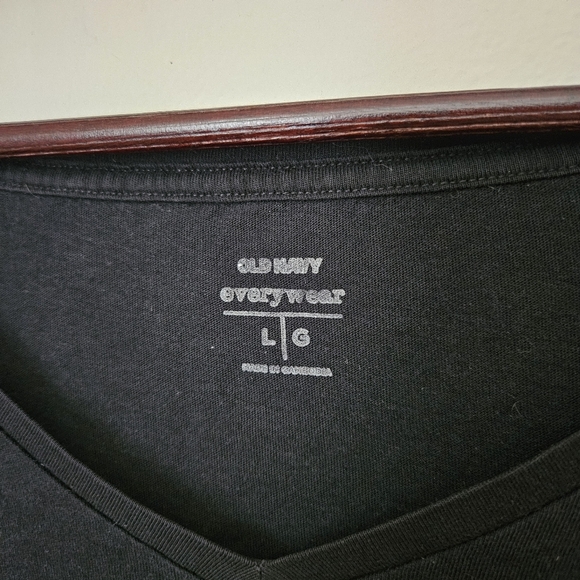 OLD NAVY
everywear
L | G
MADE IN CAMBODIA